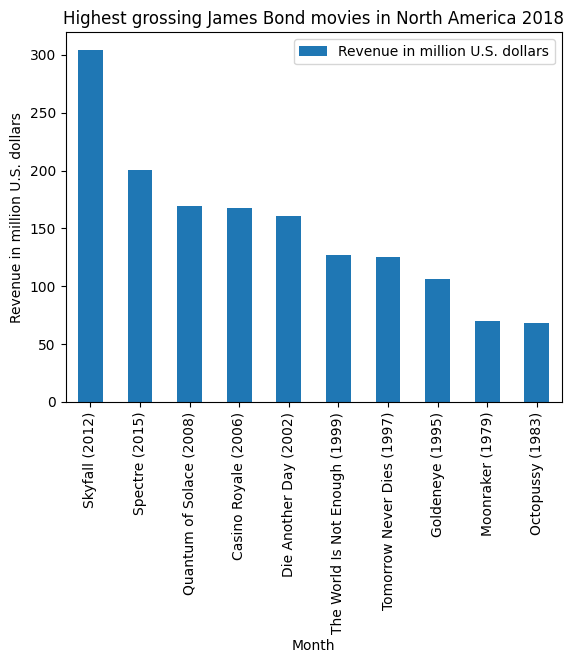 Highest grossing James Bond movies in North America 2018
Revenue in million U.S. dollars
Revenue in million U.S. dollars
300
250
200
150
100
50
0
Skyfall (2012)
Spectre (2015)
Quantum of Solace (2008)
Casino Royale (2006)
Die Another Day (2002)
The World Is Not Enough (1999)
Tomorrow Never Dies (1997)
Goldeneye (1995)
Moonraker (1979)
Octopussy (1983)
Month